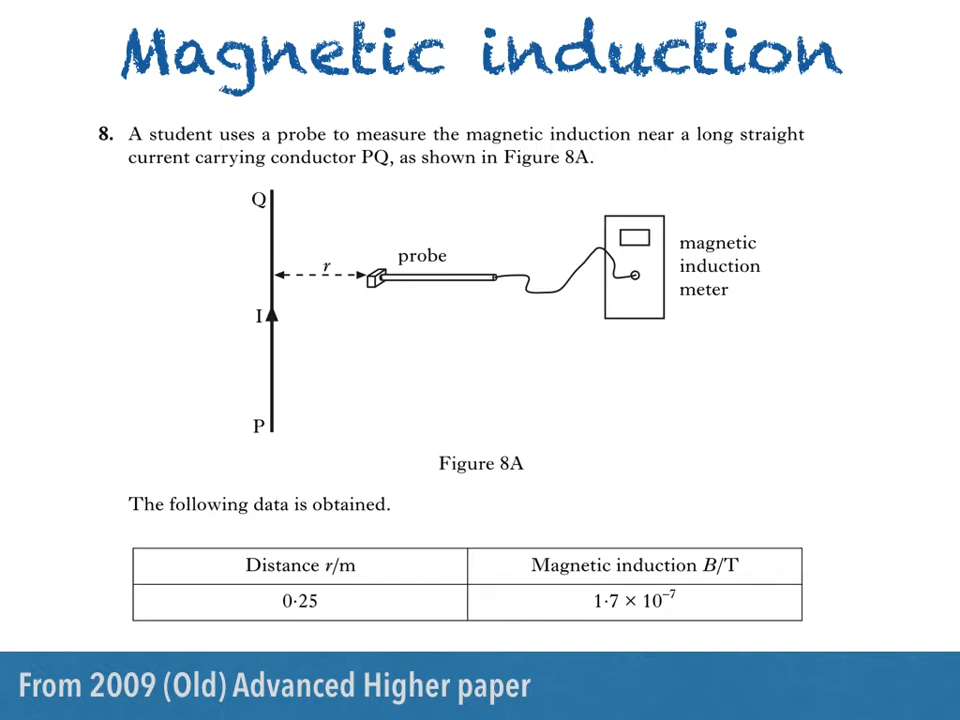 Magnetic induction
8. A student uses a probe to measure the magnetic induction near a long straight
current carrying conductor PQ, as shown in Figure 8A.
Q
r
probe
magnetic
induction
meter
I
P
Figure 8A
The following data is obtained.
Distance r/m Magnetic induction B/T
0·25 1·7 × 10⁻⁷
From 2009 (Old) Advanced Higher paper